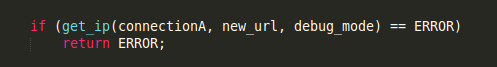 if (get_ip(connectionA, new_url, debug_mode) == ERROR)
    return ERROR;